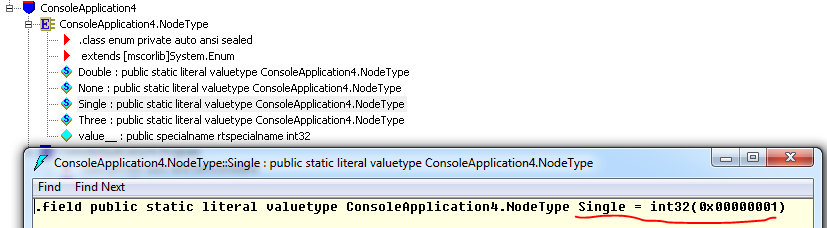 ConsoleApplication4
ConsoleApplication4.NodeType
.class enum private auto ansi sealed
extends [mscorlib]System.Enum
Double : public static literal valuetype ConsoleApplication4.NodeType
None : public static literal valuetype ConsoleApplication4.NodeType
Single : public static literal valuetype ConsoleApplication4.NodeType
Three : public static literal valuetype ConsoleApplication4.NodeType
value__ : public specialname rtspecialname int32
ConsoleApplication4.NodeType::Single : public static literal valuetype ConsoleApplication4.NodeType
Find Find Next
.field public static literal valuetype ConsoleApplication4.NodeType Single = int32(0x00000001)